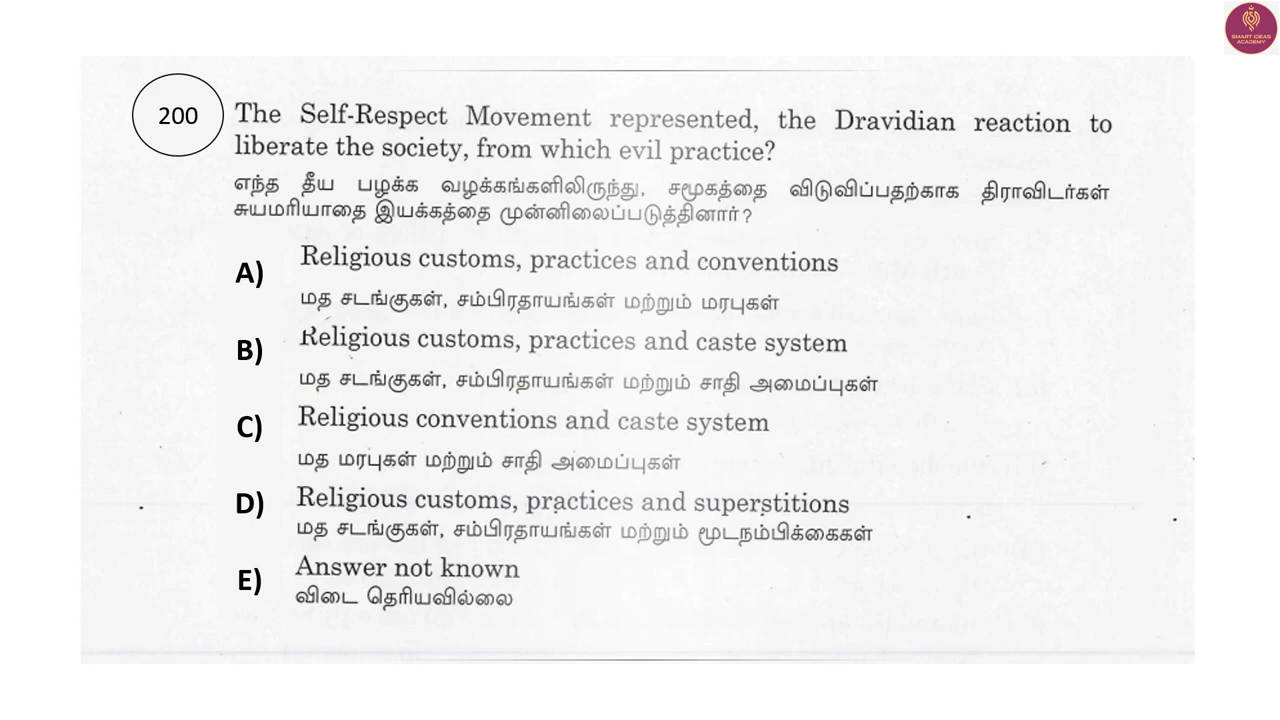 SMART IDEAS
ACADEMY
200
The Self-Respect Movement represented, the Dravidian reaction to
liberate the society, from which evil practice?
எந்த தீய பழக்க வழக்கங்களிலிருந்து, சமூகத்தை விடுவிப்பதற்காக திராவிடர்கள்
சுயமரியாதை இயக்கத்தை முன்னிலைப்படுத்தினார்?
A) Religious customs, practices and conventions
மத சடங்குகள், சம்பிரதாயங்கள் மற்றும் மரபுகள்
B) Religious customs, practices and caste system
மத சடங்குகள், சம்பிரதாயங்கள் மற்றும் சாதி அமைப்புகள்
C) Religious conventions and caste system
மத மரபுகள் மற்றும் சாதி அமைப்புகள்
D) Religious customs, practices and superstitions
மத சடங்குகள், சம்பிரதாயங்கள் மற்றும் மூடநம்பிக்கைகள்
E) Answer not known
விடை தெரியவில்லை